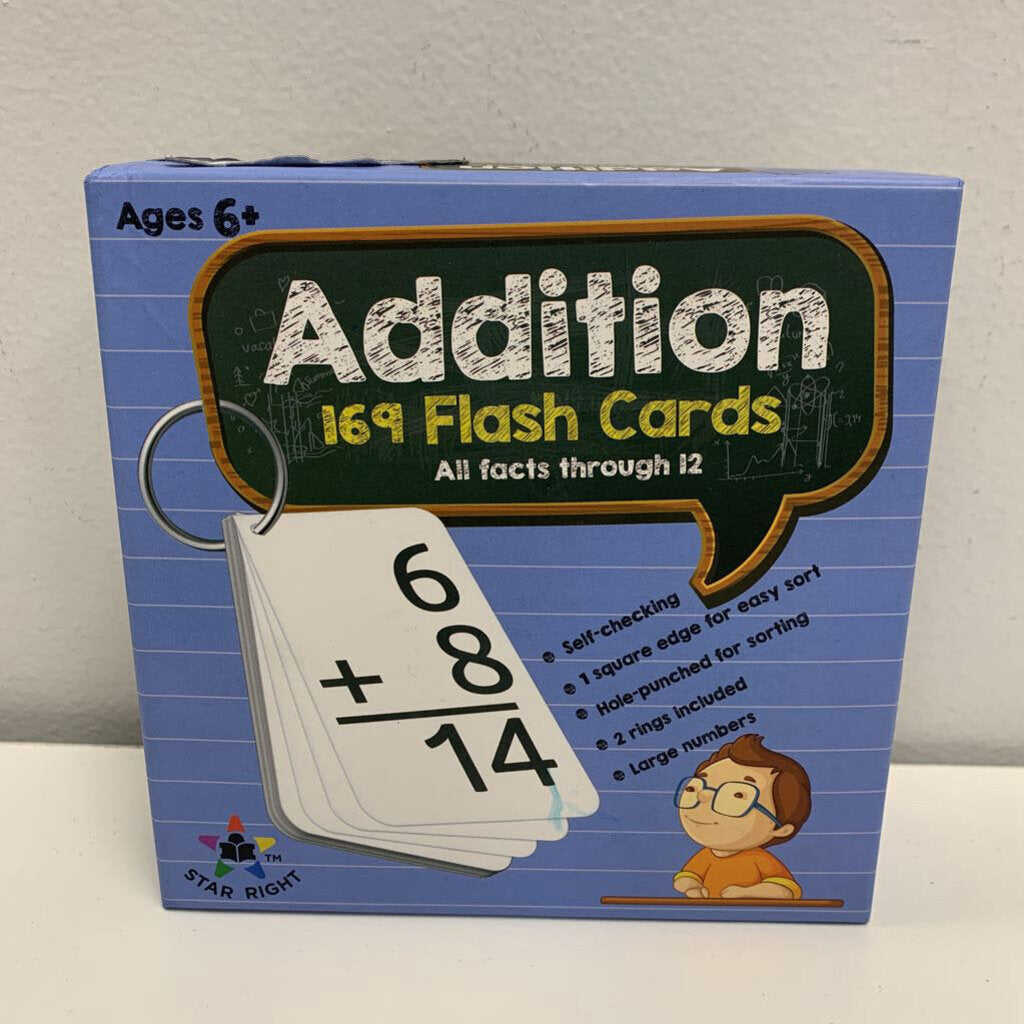 Ages 6+
Addition
169 Flash Cards
All facts through 12
6
+ 8
14
Self-checking
1 square edge for easy sort
Hole-punched for sorting
2 rings included
Large numbers
STAR RIGHT™